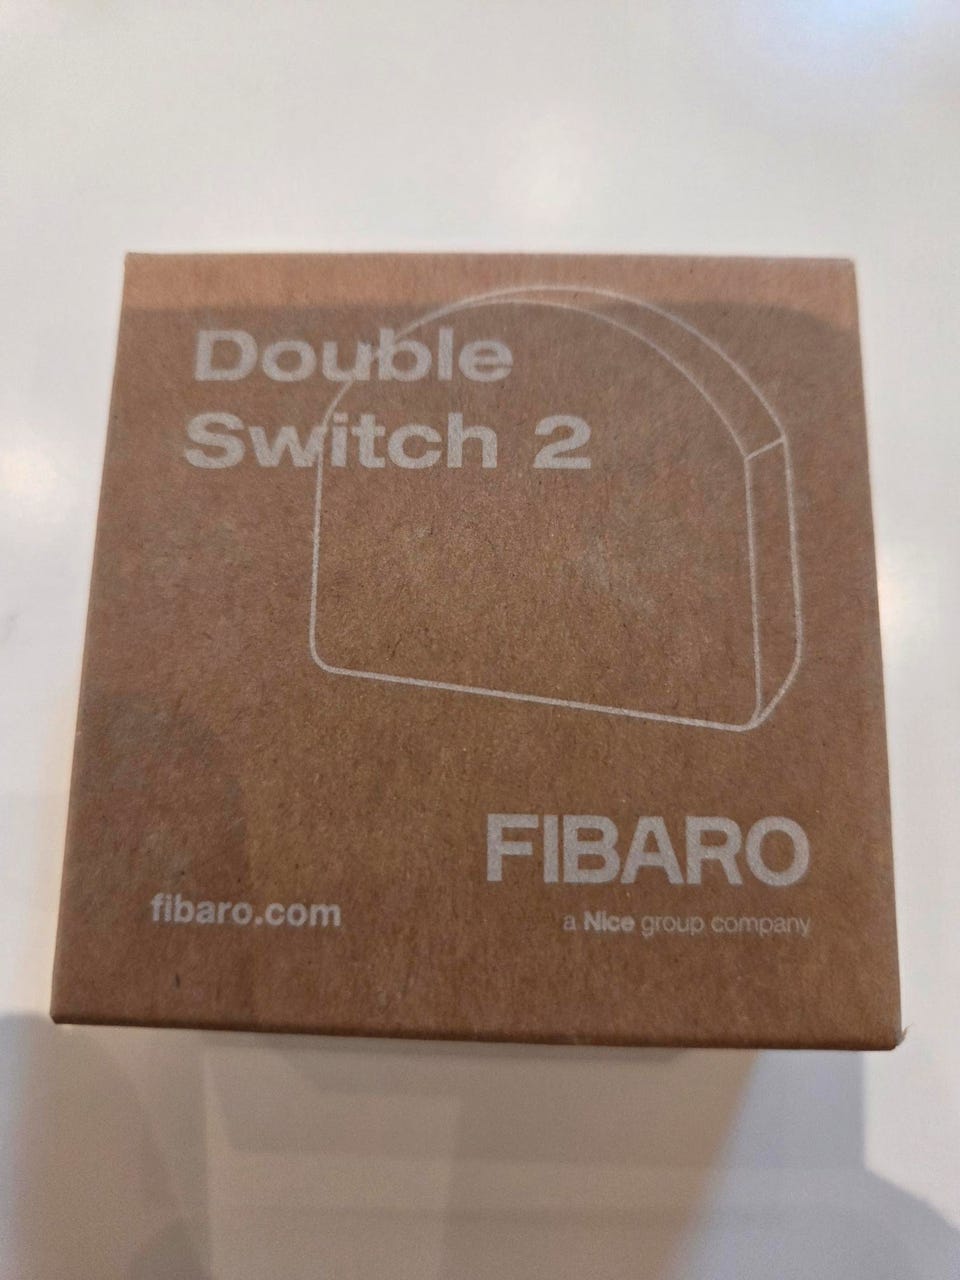 Double
Switch 2
FIBARO
fibaro.com
a Nice group company